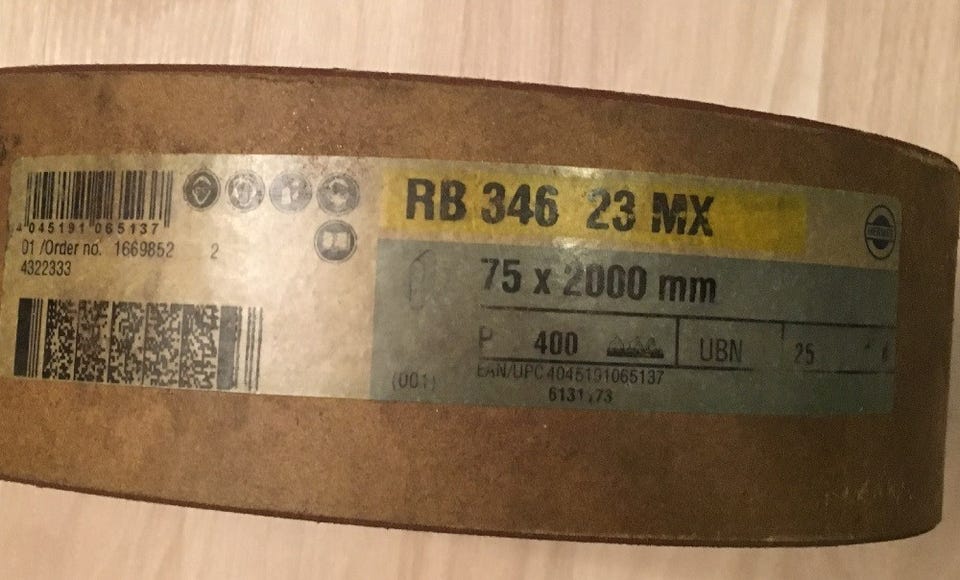 RB 346 23 MX
4 045191 065137
01 /Order no. 1669852 2
4322333
75 x 2000 mm
P 400 UBN 25
(001) EAN/UPC 4045191065137
HERMES